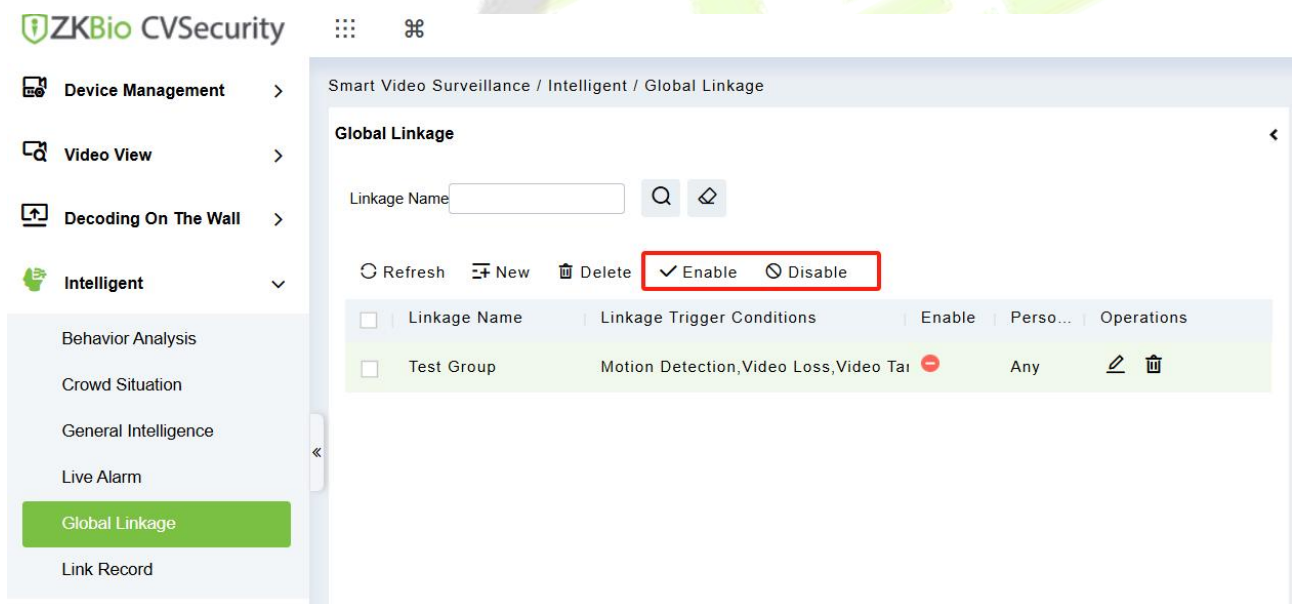 ZKBio CVSecurity
Device Management
Video View
Decoding On The Wall
Intelligent
Behavior Analysis
Crowd Situation
General Intelligence
Live Alarm
Global Linkage
Link Record
Smart Video Surveillance / Intelligent / Global Linkage
Global Linkage
Linkage Name
Refresh New Delete Enable Disable
Linkage Name Linkage Trigger Conditions Enable Perso... Operations
Test Group Motion Detection,Video Loss,Video Tar Any